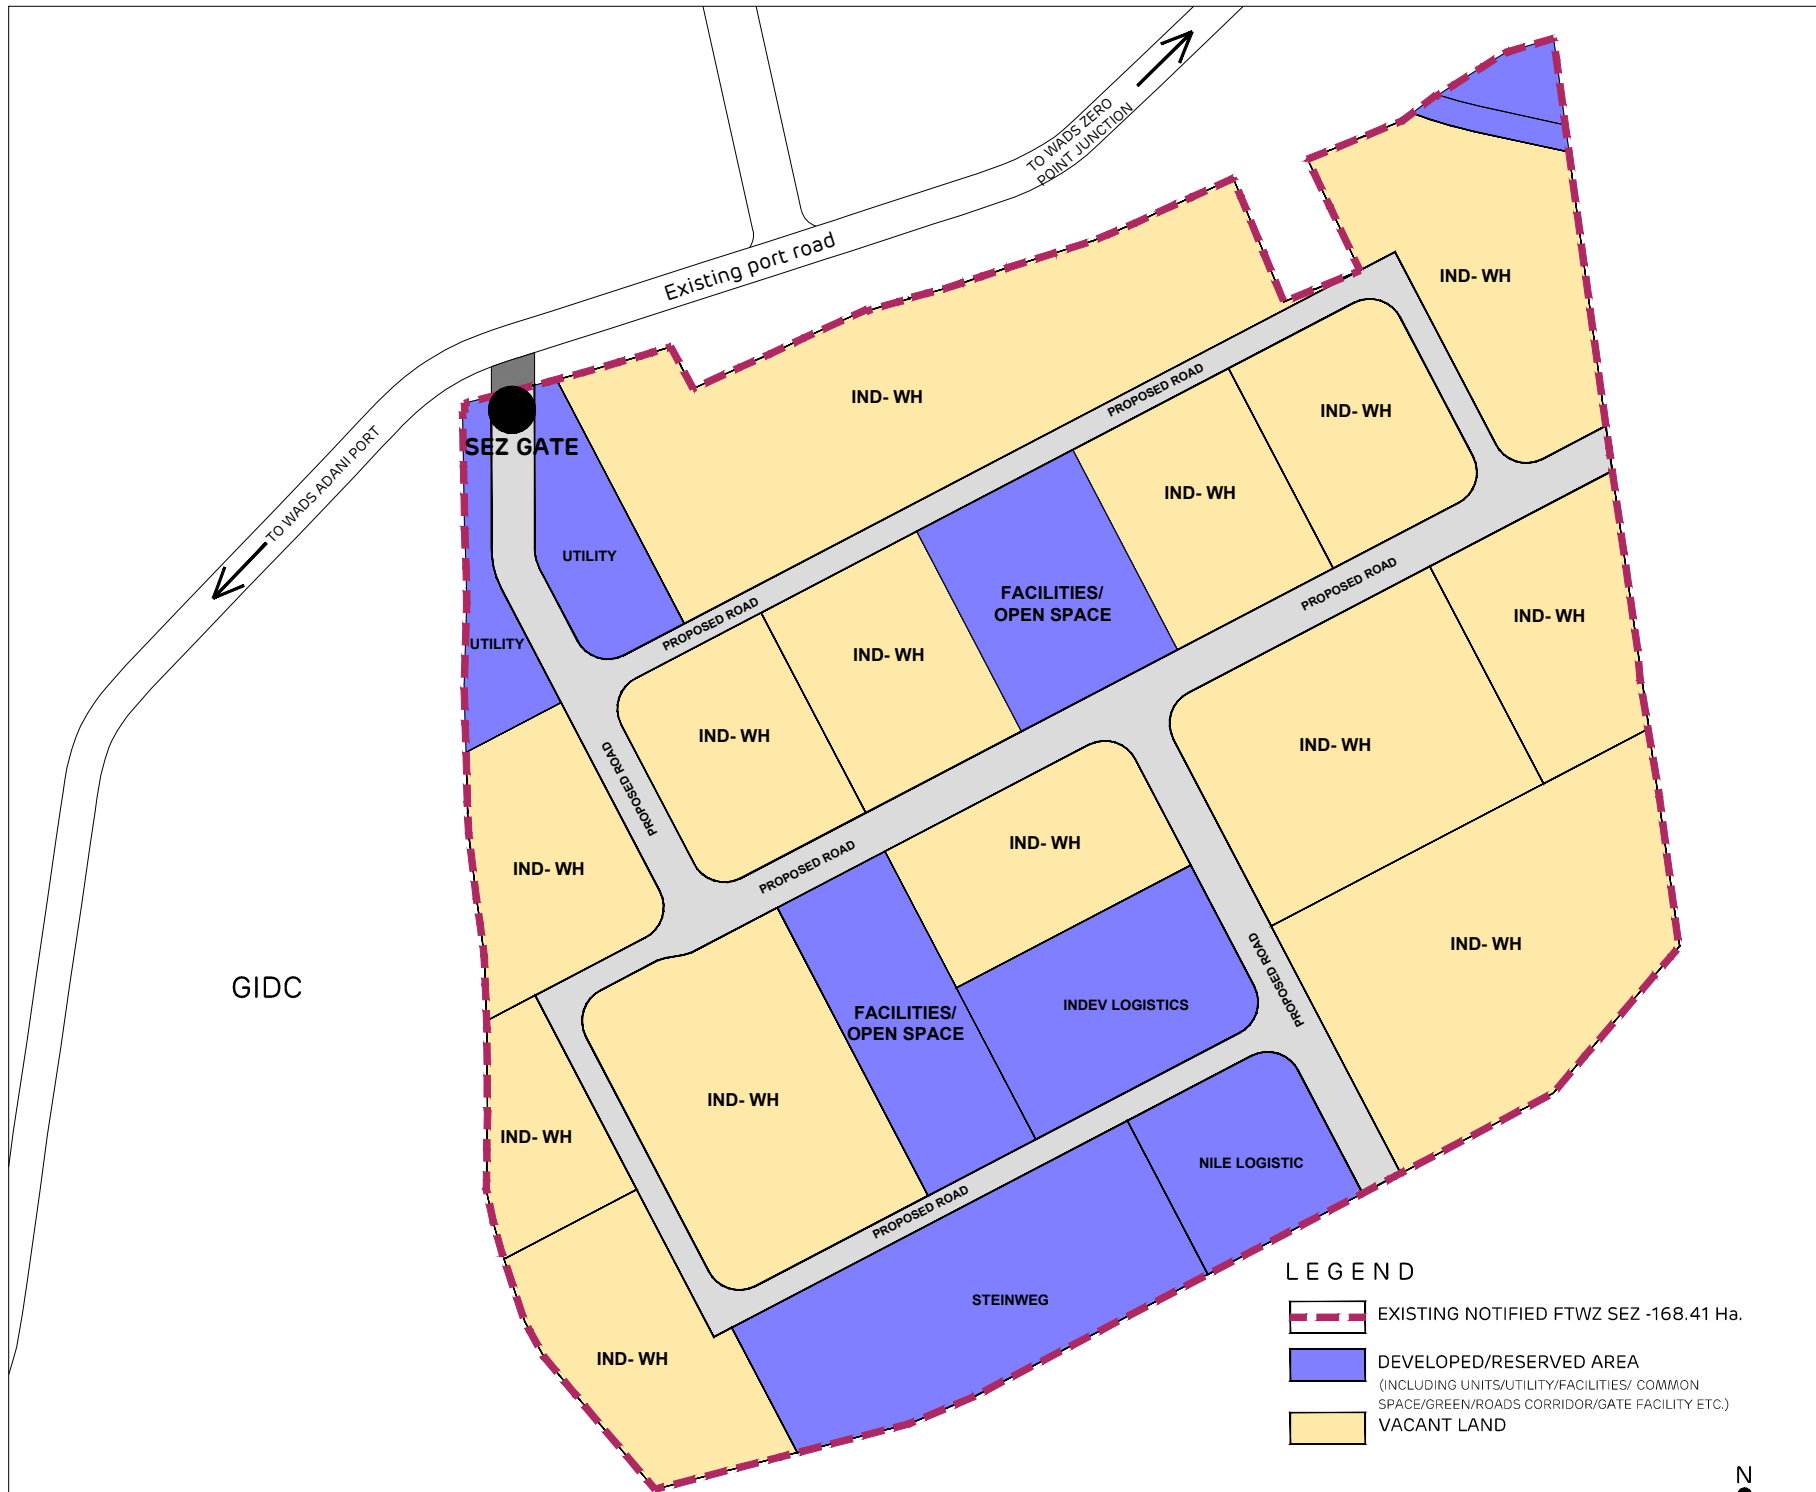 TO WADS ZERO
POINT JUNCTION
Existing port road
IND- WH
IND- WH
PROPOSED ROAD
IND- WH
SEZ GATE
TO WADS ADANI PORT
IND- WH
UTILITY
PROPOSED ROAD
FACILITIES/
OPEN SPACE
IND- WH
PROPOSED ROAD
UTILITY
IND- WH
IND- WH
IND- WH
PROPOSED ROAD
IND- WH
PROPOSED ROAD
IND- WH
IND- WH
GIDC
PROPOSED ROAD
FACILITIES/
OPEN SPACE
INDEV LOGISTICS
IND- WH
IND- WH
IND- WH
NILE LOGISTIC
PROPOSED ROAD
STEINWEG
IND- WH
LEGEND
EXISTING NOTIFIED FTWZ SEZ -168.41 Ha.
DEVELOPED/RESERVED AREA
(INCLUDING UNITS/UTILITY/FACILITIES/ COMMON
SPACE/GREEN/ROADS CORRIDOR/GATE FACILITY ETC.)
VACANT LAND
N